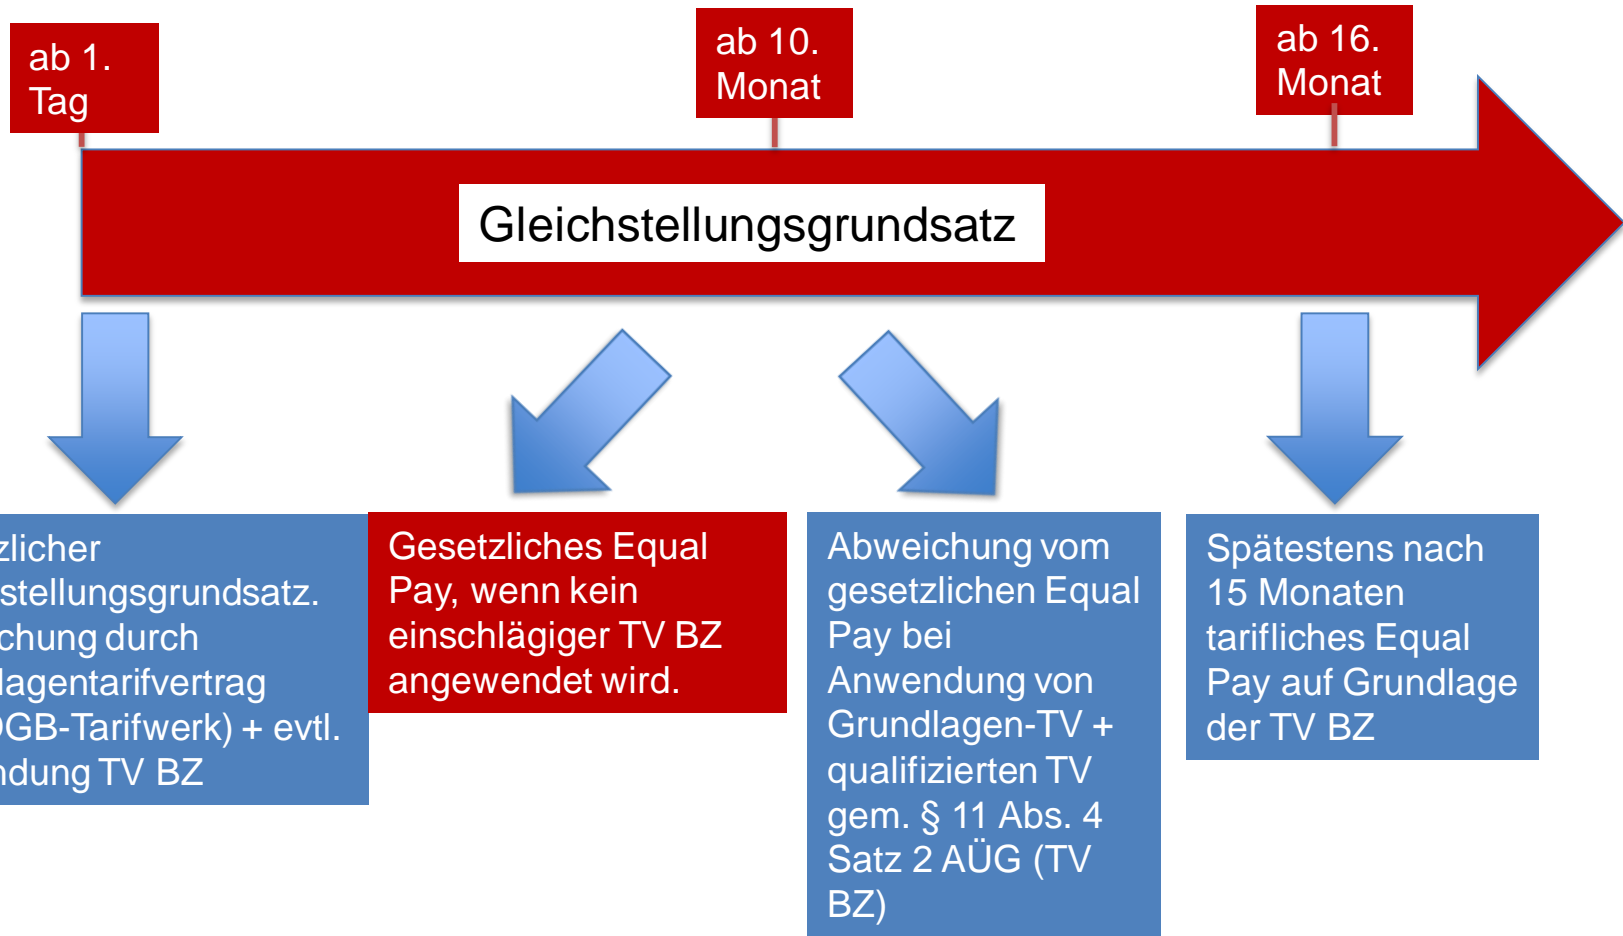 ab 1.
Tag
ab 10.
Monat
ab 16.
Monat
Gleichstellungsgrundsatz
zlicher
stellungsgrundsatz.
chung durch
lagentarifvertrag
DGB-Tarifwerk) + evtl.
ndung TV BZ
Gesetzliches Equal
Pay, wenn kein
einschlägiger TV BZ
angewendet wird.
Abweichung vom
gesetzlichen Equal
Pay bei
Anwendung von
Grundlagen-TV +
qualifizierten TV
gem. § 11 Abs. 4
Satz 2 AÜG (TV
BZ)
Spätestens nach
15 Monaten
tarifliches Equal
Pay auf Grundlage
der TV BZ